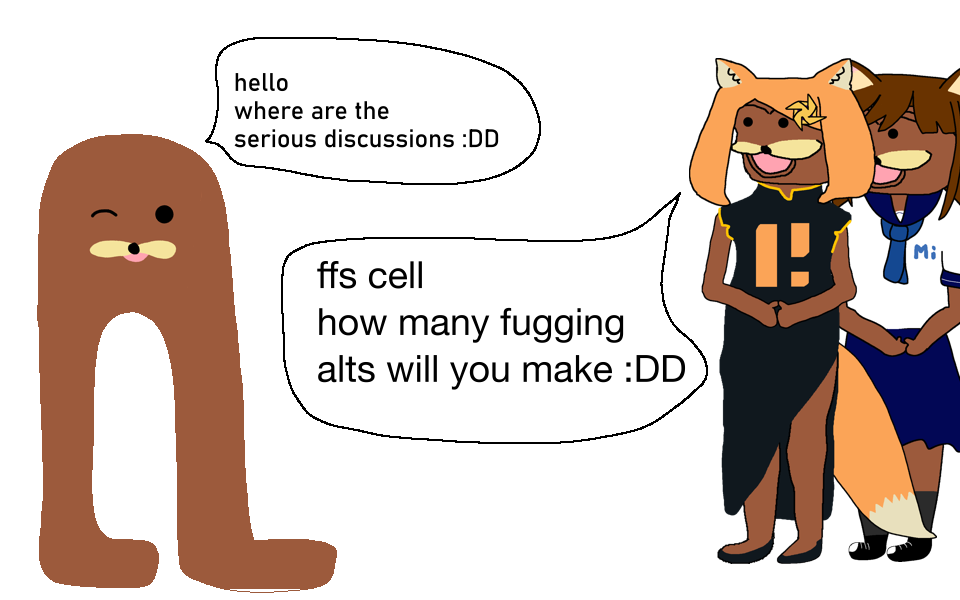 hello
where are the
serious discussions :DD
ffs cell
how many fugging
alts will you make :DD
Mi